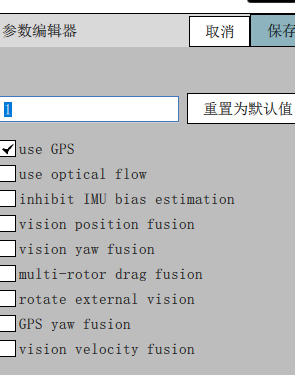 参数编辑器 取消 保存
1 重置为默认值
use GPS
use optical flow
inhibit IMU bias estimation
vision position fusion
vision yaw fusion
multi-rotor drag fusion
rotate external vision
GPS yaw fusion
vision velocity fusion